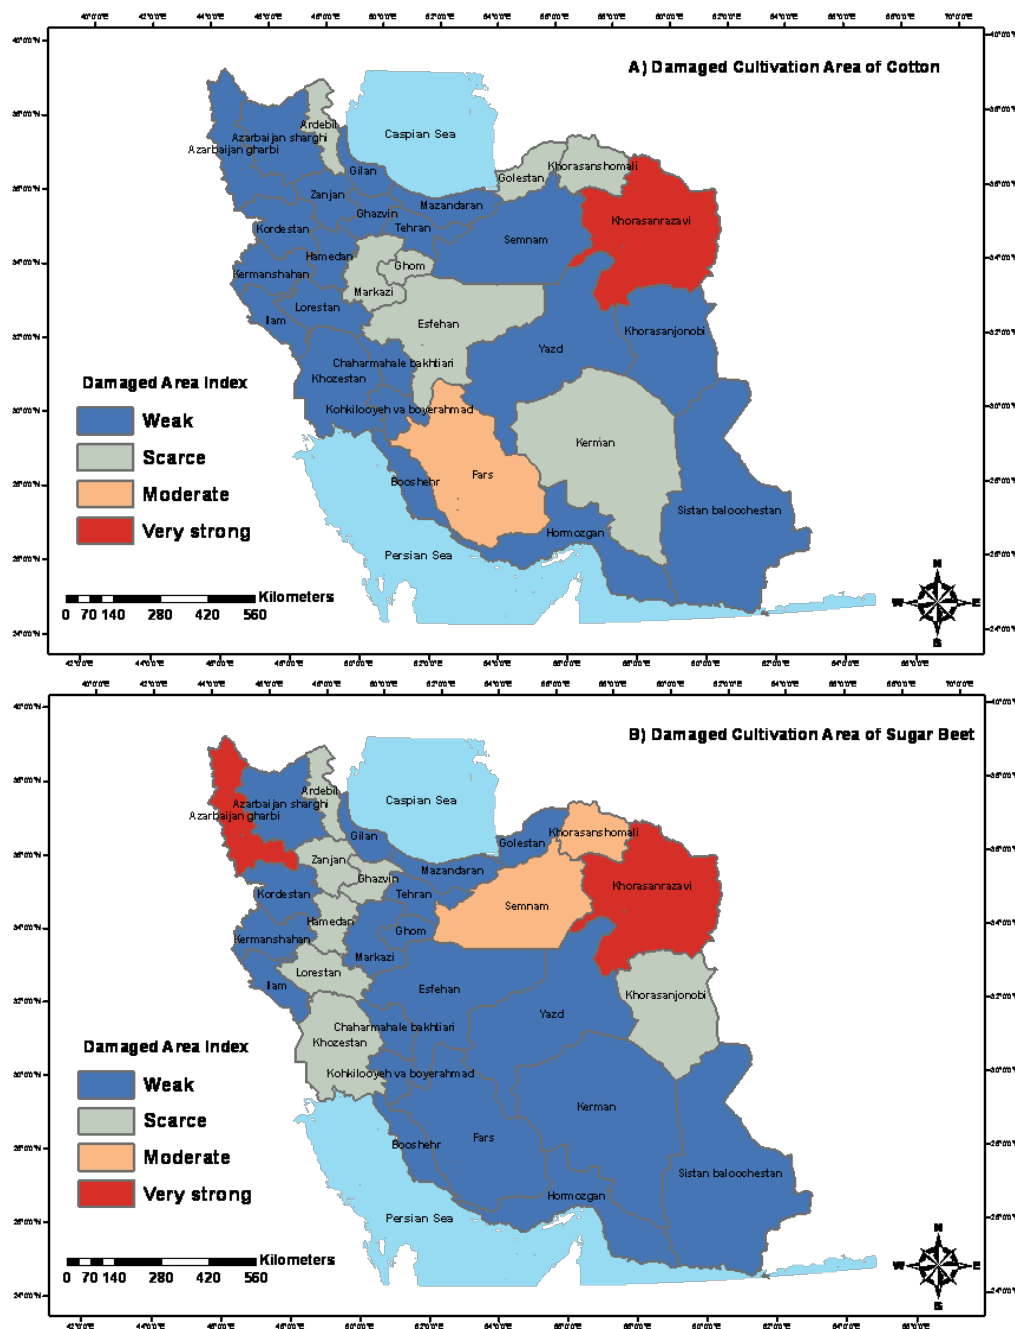 A) Damaged Cultivation Area of Cotton
Caspian Sea
Ardebil
Azarbaijan sharghi
Azarbaijan gharbi
Gilan
Khorasanshomali
Golestan
Zanjan
Mazandaran
Ghazvin
Tehran
Khorasanrazavi
Kordestan
Semnam
Hamedan
Ghom
Kermanshahan
Markazi
Lorestan
Ilam
Esfehan
Khorasanjonobi
Yazd
Chaharmahale bakhtiari
Khozestan
Kohkilooyeh va boyerahmad
Kerman
Fars
Booshehr
Sistan baloochestan
Hormozgan
Persian Sea
Damaged Area Index
Weak
Scarce
Moderate
Very strong
Kilometers
0 70 140 280 420 560
N
W E
S
B) Damaged Cultivation Area of Sugar Beet
Caspian Sea
Ardebil
Azarbaijan sharghi
Azarbaijan gharbi
Gilan
Khorasanshomali
Golestan
Zanjan
Mazandaran
Ghazvin
Tehran
Khorasanrazavi
Kordestan
Semnam
Hamedan
Ghom
Kermanshahan
Markazi
Lorestan
Ilam
Esfehan
Khorasanjonobi
Yazd
Chaharmahale bakhtiari
Khozestan
Kohkilooyeh va boyerahmad
Kerman
Fars
Booshehr
Sistan baloochestan
Hormozgan
Persian Sea
Damaged Area Index
Weak
Scarce
Moderate
Very strong
Kilometers
0 70 140 280 420 560
N
W E
S